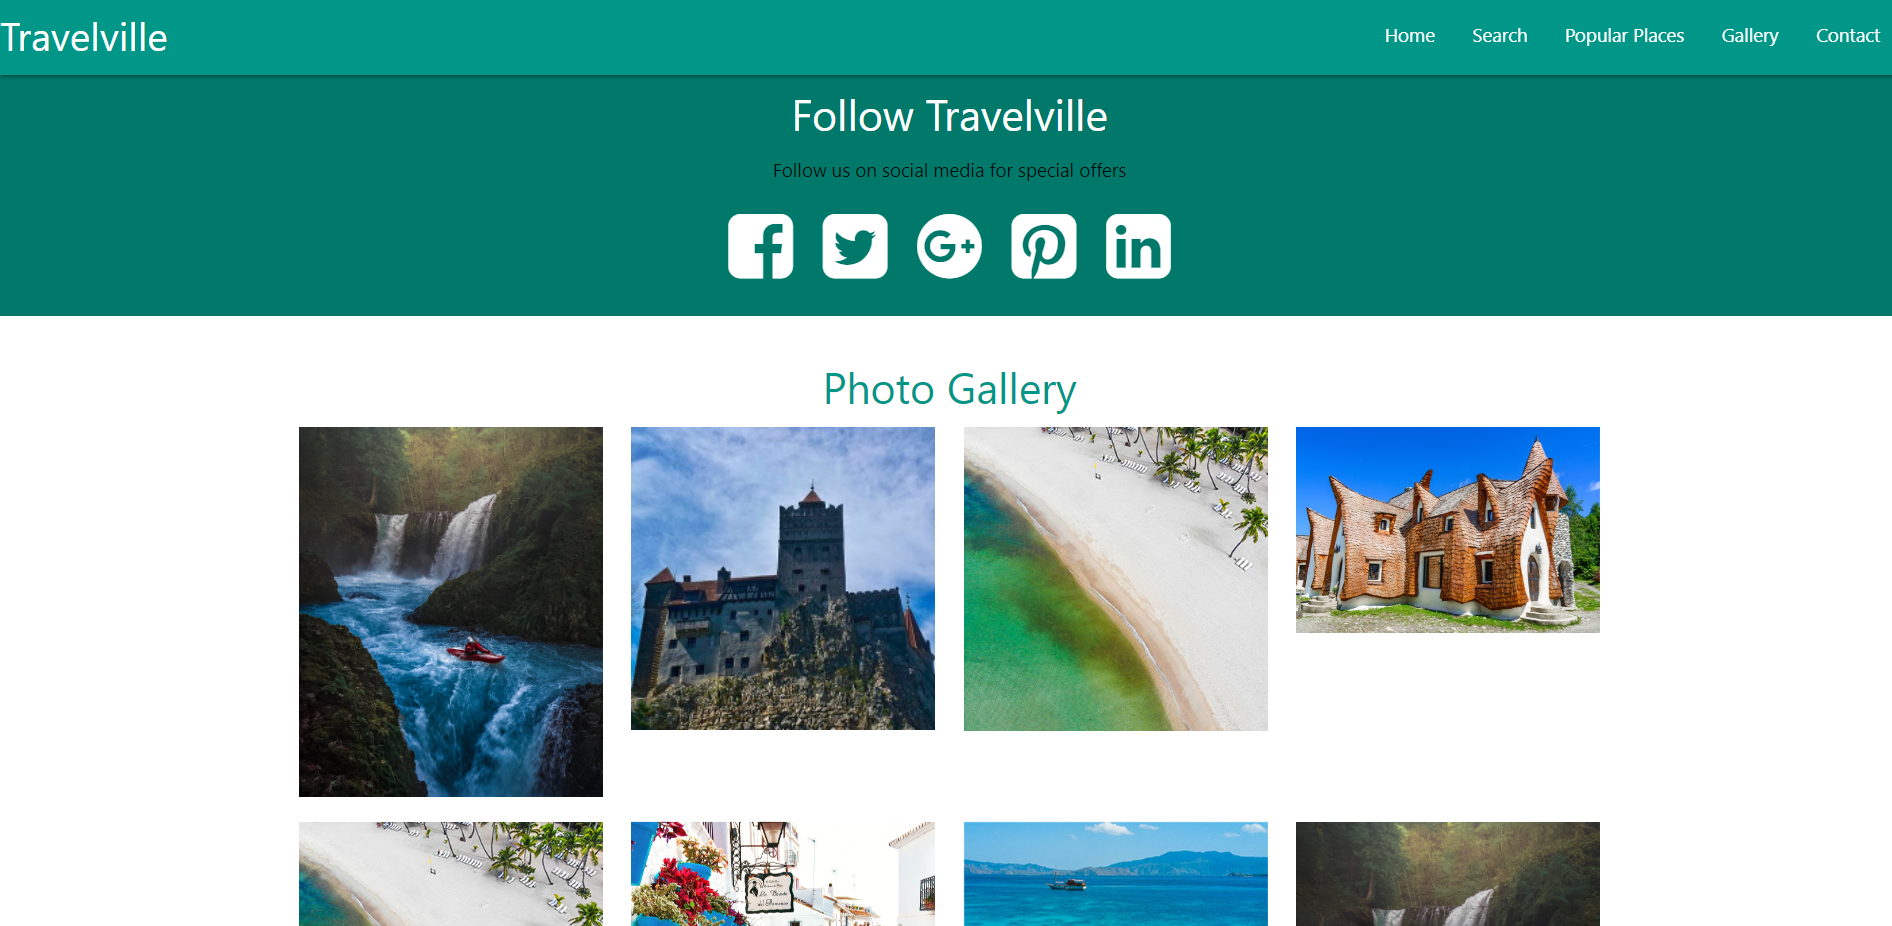 Travelville
Home Search Popular Places Gallery Contact
Follow Travelville
Follow us on social media for special offers
Photo Gallery